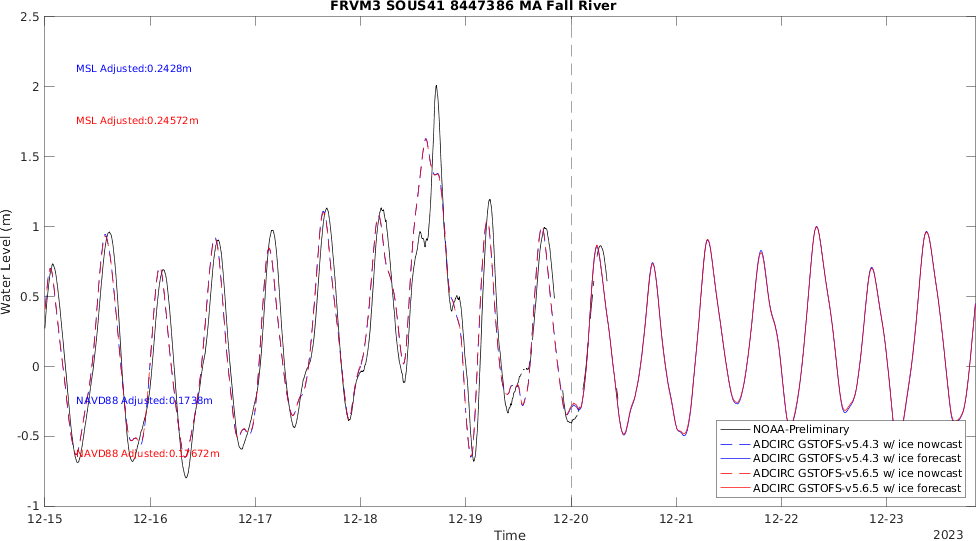 FRVM3 SOUS41 8447386 MA Fall River
2.5
2
1.5
1
0.5
0
-0.5
-1
Water Level (m)
MSL Adjusted:0.2428m
MSL Adjusted:0.24572m
NAVD88 Adjusted:0.1738m
NAVD88 Adjusted:0.17672m
NOAA-Preliminary
ADCIRC GSTOFS-v5.4.3 w/ ice nowcast
ADCIRC GSTOFS-v5.4.3 w/ ice forecast
ADCIRC GSTOFS-v5.6.5 w/ ice nowcast
ADCIRC GSTOFS-v5.6.5 w/ ice forecast
12-15 12-16 12-17 12-18 12-19 12-20 12-21 12-22 12-23
Time
2023